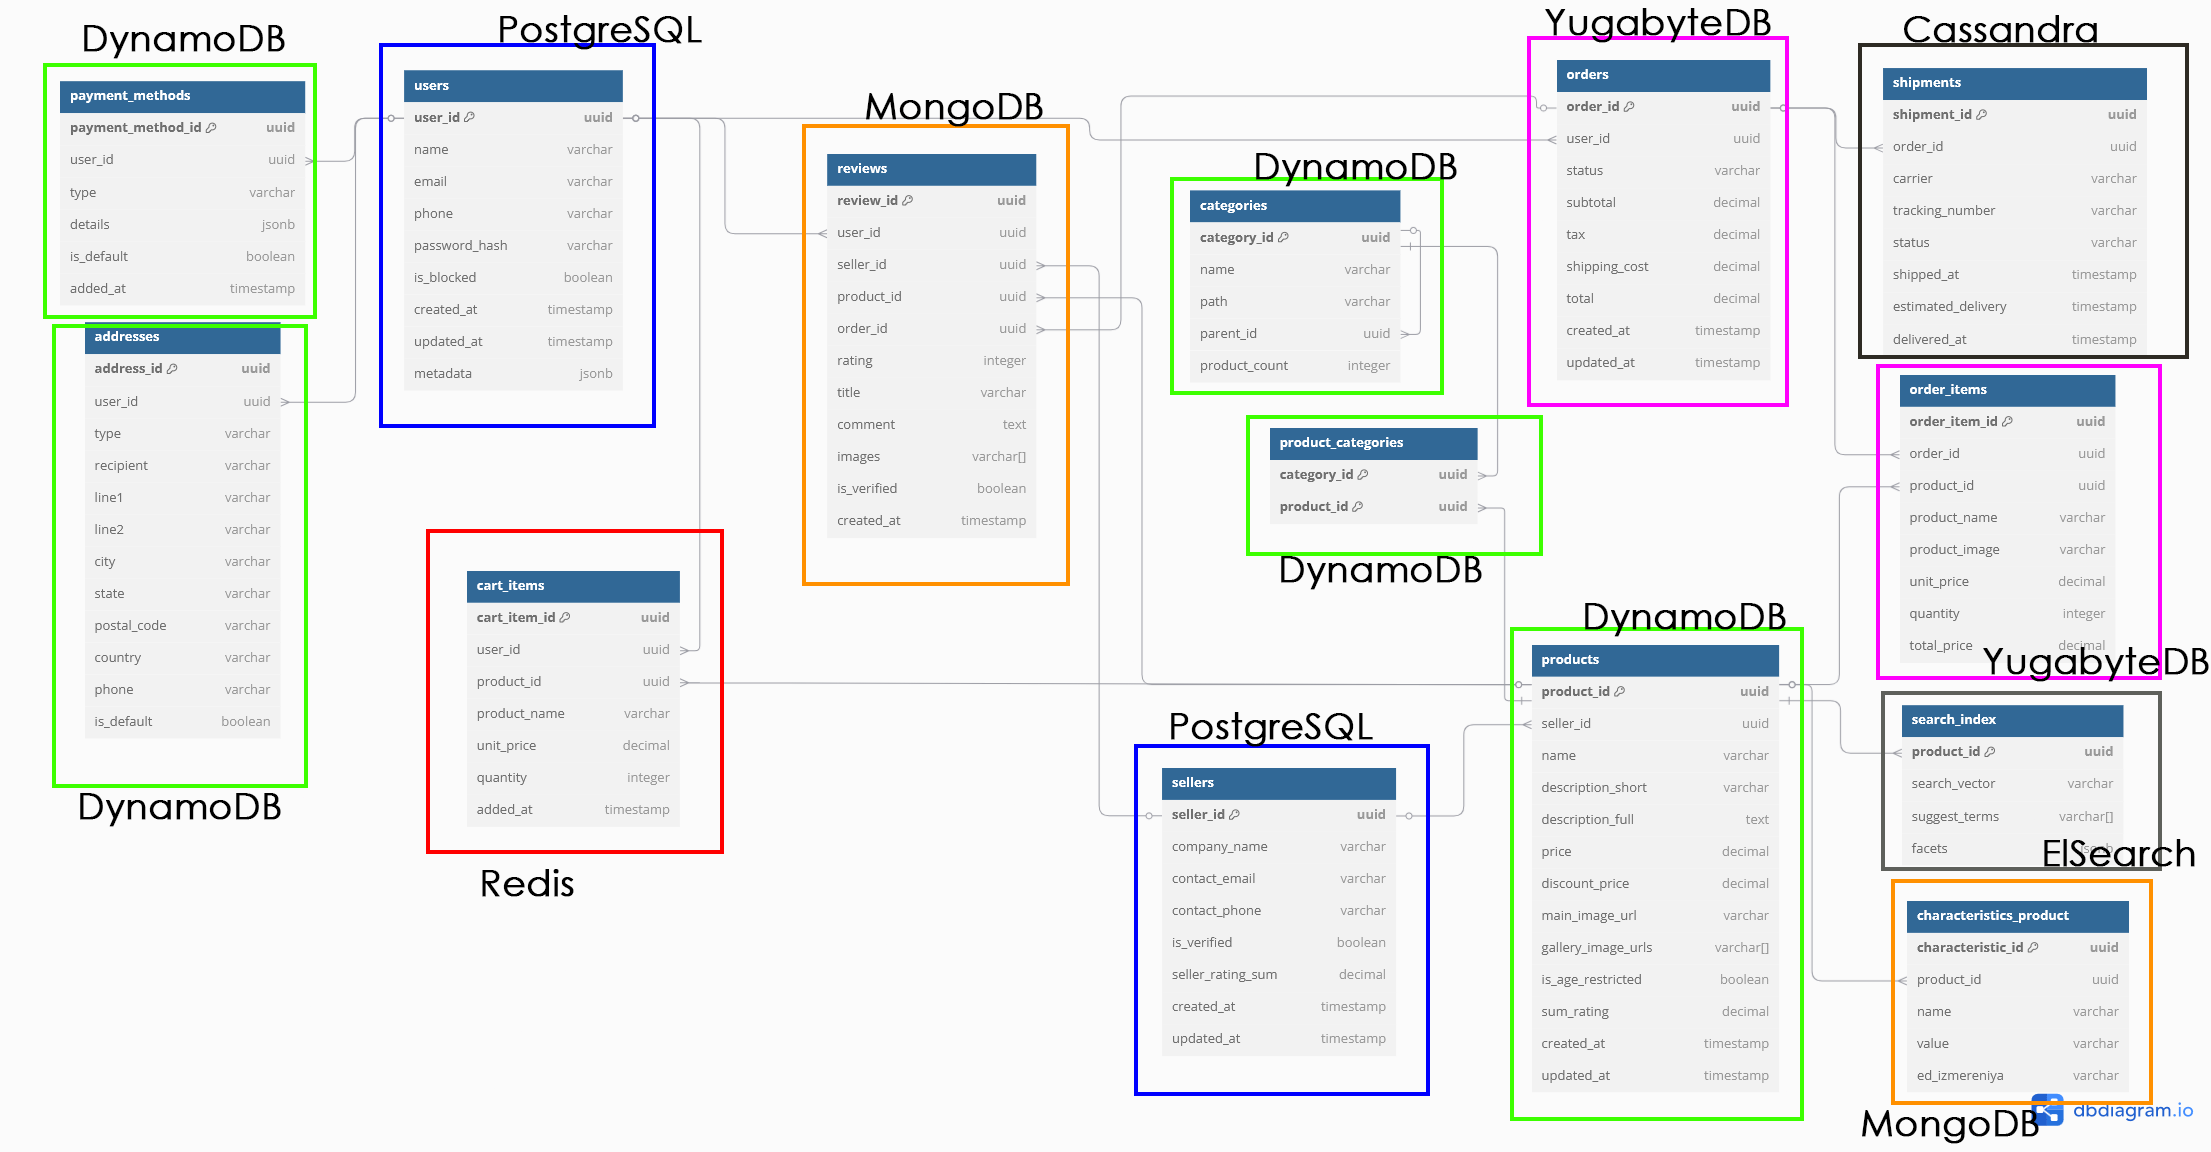 DynamoDB
payment_methods
payment_method_id uuid
user_id uuid
type varchar
details jsonb
is_default boolean
added_at timestamp
addresses
address_id uuid
user_id uuid
type varchar
recipient varchar
line1 varchar
line2 varchar
city varchar
state varchar
postal_code varchar
country varchar
phone varchar
is_default boolean
DynamoDB
PostgreSQL
users
user_id uuid
name varchar
email varchar
phone varchar
password_hash varchar
is_blocked boolean
created_at timestamp
updated_at timestamp
metadata jsonb
cart_items
cart_item_id uuid
user_id uuid
product_id uuid
product_name varchar
unit_price decimal
quantity integer
added_at timestamp
Redis
MongoDB
reviews
review_id uuid
user_id uuid
seller_id uuid
product_id uuid
order_id uuid
rating integer
title varchar
comment text
images varchar[]
is_verified boolean
created_at timestamp
DynamoDB
categories
category_id uuid
name varchar
path varchar
parent_id uuid
product_count integer
product_categories
category_id uuid
product_id uuid
DynamoDB
PostgreSQL
sellers
seller_id uuid
company_name varchar
contact_email varchar
contact_phone varchar
is_verified boolean
seller_rating_sum decimal
created_at timestamp
updated_at timestamp
YugabyteDB
orders
order_id uuid
user_id uuid
status varchar
subtotal decimal
tax decimal
shipping_cost decimal
total decimal
created_at timestamp
updated_at timestamp
DynamoDB
products
product_id uuid
seller_id uuid
name varchar
description_short varchar
description_full text
price decimal
discount_price decimal
main_image_url varchar
gallery_image_urls varchar[]
is_age_restricted boolean
sum_rating decimal
created_at timestamp
updated_at timestamp
Cassandra
shipments
shipment_id uuid
order_id uuid
carrier varchar
tracking_number varchar
status varchar
shipped_at timestamp
estimated_delivery timestamp
delivered_at timestamp
order_items
order_item_id uuid
order_id uuid
product_id uuid
product_name varchar
product_image varchar
unit_price decimal
quantity integer
total_price decimal
YugabyteDB
search_index
product_id uuid
search_vector varchar
suggest_terms varchar[]
facets jsonb
ElSearch
characteristics_product
characteristic_id uuid
product_id uuid
name varchar
value varchar
ed_izmereniya varchar
MongoDB
dbdiagram.io